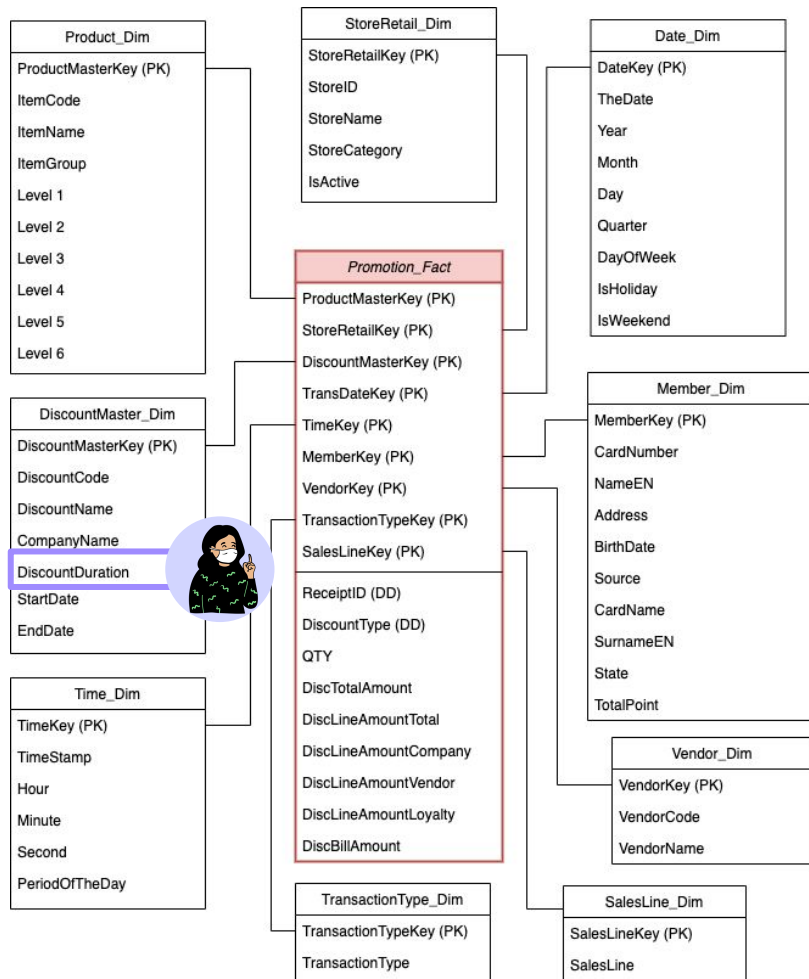 Product_Dim
ProductMasterKey (PK)
ItemCode
ItemName
ItemGroup
Level 1
Level 2
Level 3
Level 4
Level 5
Level 6
StoreRetail_Dim
StoreRetailKey (PK)
StoreID
StoreName
StoreCategory
IsActive
Date_Dim
DateKey (PK)
TheDate
Year
Month
Day
Quarter
DayOfWeek
IsHoliday
IsWeekend
Promotion_Fact
ProductMasterKey (PK)
StoreRetailKey (PK)
DiscountMasterKey (PK)
TransDateKey (PK)
TimeKey (PK)
MemberKey (PK)
VendorKey (PK)
TransactionTypeKey (PK)
SalesLineKey (PK)
ReceiptID (DD)
DiscountType (DD)
QTY
DiscTotalAmount
DiscLineAmountTotal
DiscLineAmountCompany
DiscLineAmountVendor
DiscLineAmountLoyalty
DiscBillAmount
DiscountMaster_Dim
DiscountMasterKey (PK)
DiscountCode
DiscountName
CompanyName
DiscountDuration
StartDate
EndDate
Member_Dim
MemberKey (PK)
CardNumber
NameEN
Address
BirthDate
Source
CardName
SurnameEN
State
TotalPoint
Time_Dim
TimeKey (PK)
TimeStamp
Hour
Minute
Second
PeriodOfTheDay
Vendor_Dim
VendorKey (PK)
VendorCode
VendorName
TransactionType_Dim
TransactionTypeKey (PK)
TransactionType
SalesLine_Dim
SalesLineKey (PK)
SalesLine